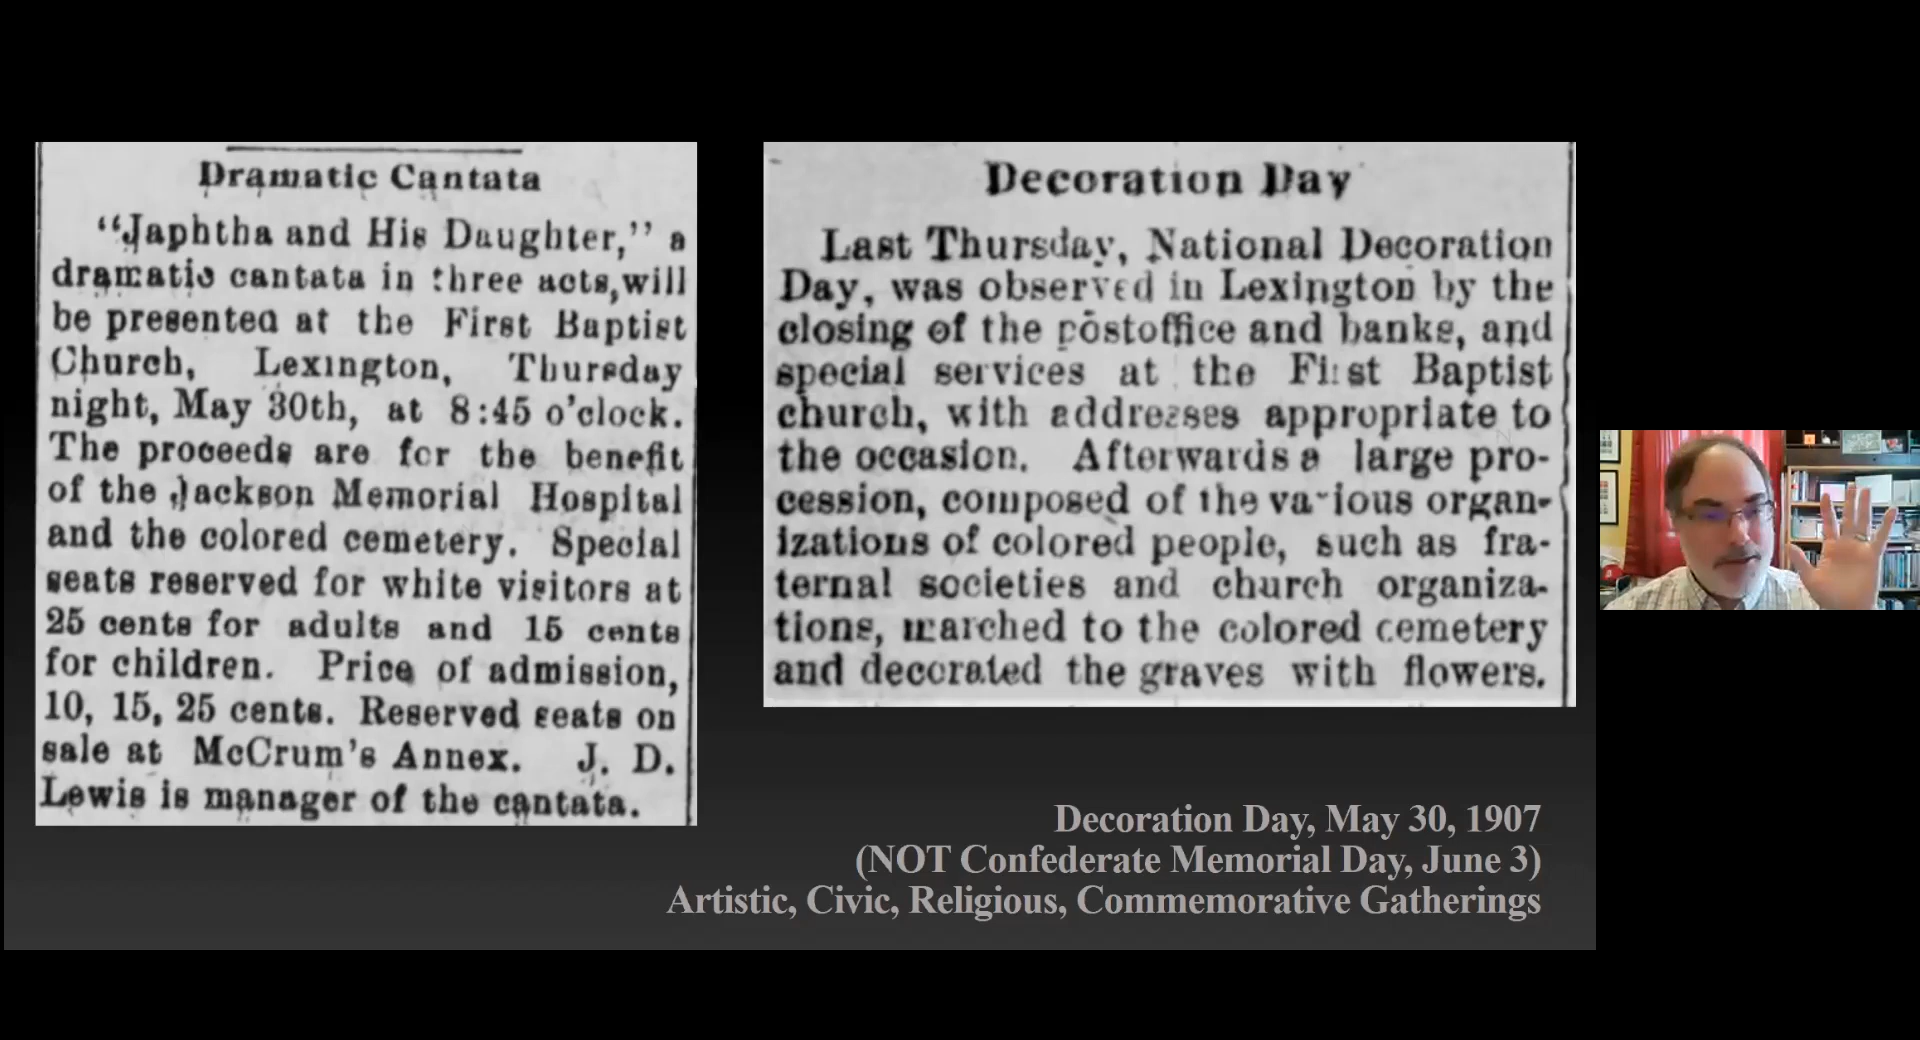 Dramatic Cantata
"Japhtha and His Daughter," a
dramatic cantata in three acts, will
be presented at the First Baptist
Church, Lexington, Thursday
night, May 30th, at 8:45 o'clock.
The proceeds are for the benefit
of the Jackson Memorial Hospital
and the colored cemetery. Special
seats reserved for white visitors at
25 cents for adults and 15 cents
for children. Price of admission,
10, 15, 25 cents. Reserved seats on
sale at McCrum's Annex. J. D.
Lewis is manager of the cantata.
Decoration Day
Last Thursday, National Decoration
Day, was observed in Lexington by the
closing of the postoffice and banks, and
special services at the First Baptist
church, with addresses appropriate to
the occasion. Afterwards a large pro-
cession, composed of the various organ-
izations of colored people, such as fra-
ternal societies and church organiza-
tions, marched to the colored cemetery
and decorated the graves with flowers.
Decoration Day, May 30, 1907
(NOT Confederate Memorial Day, June 3)
Artistic, Civic, Religious, Commemorative Gatherings